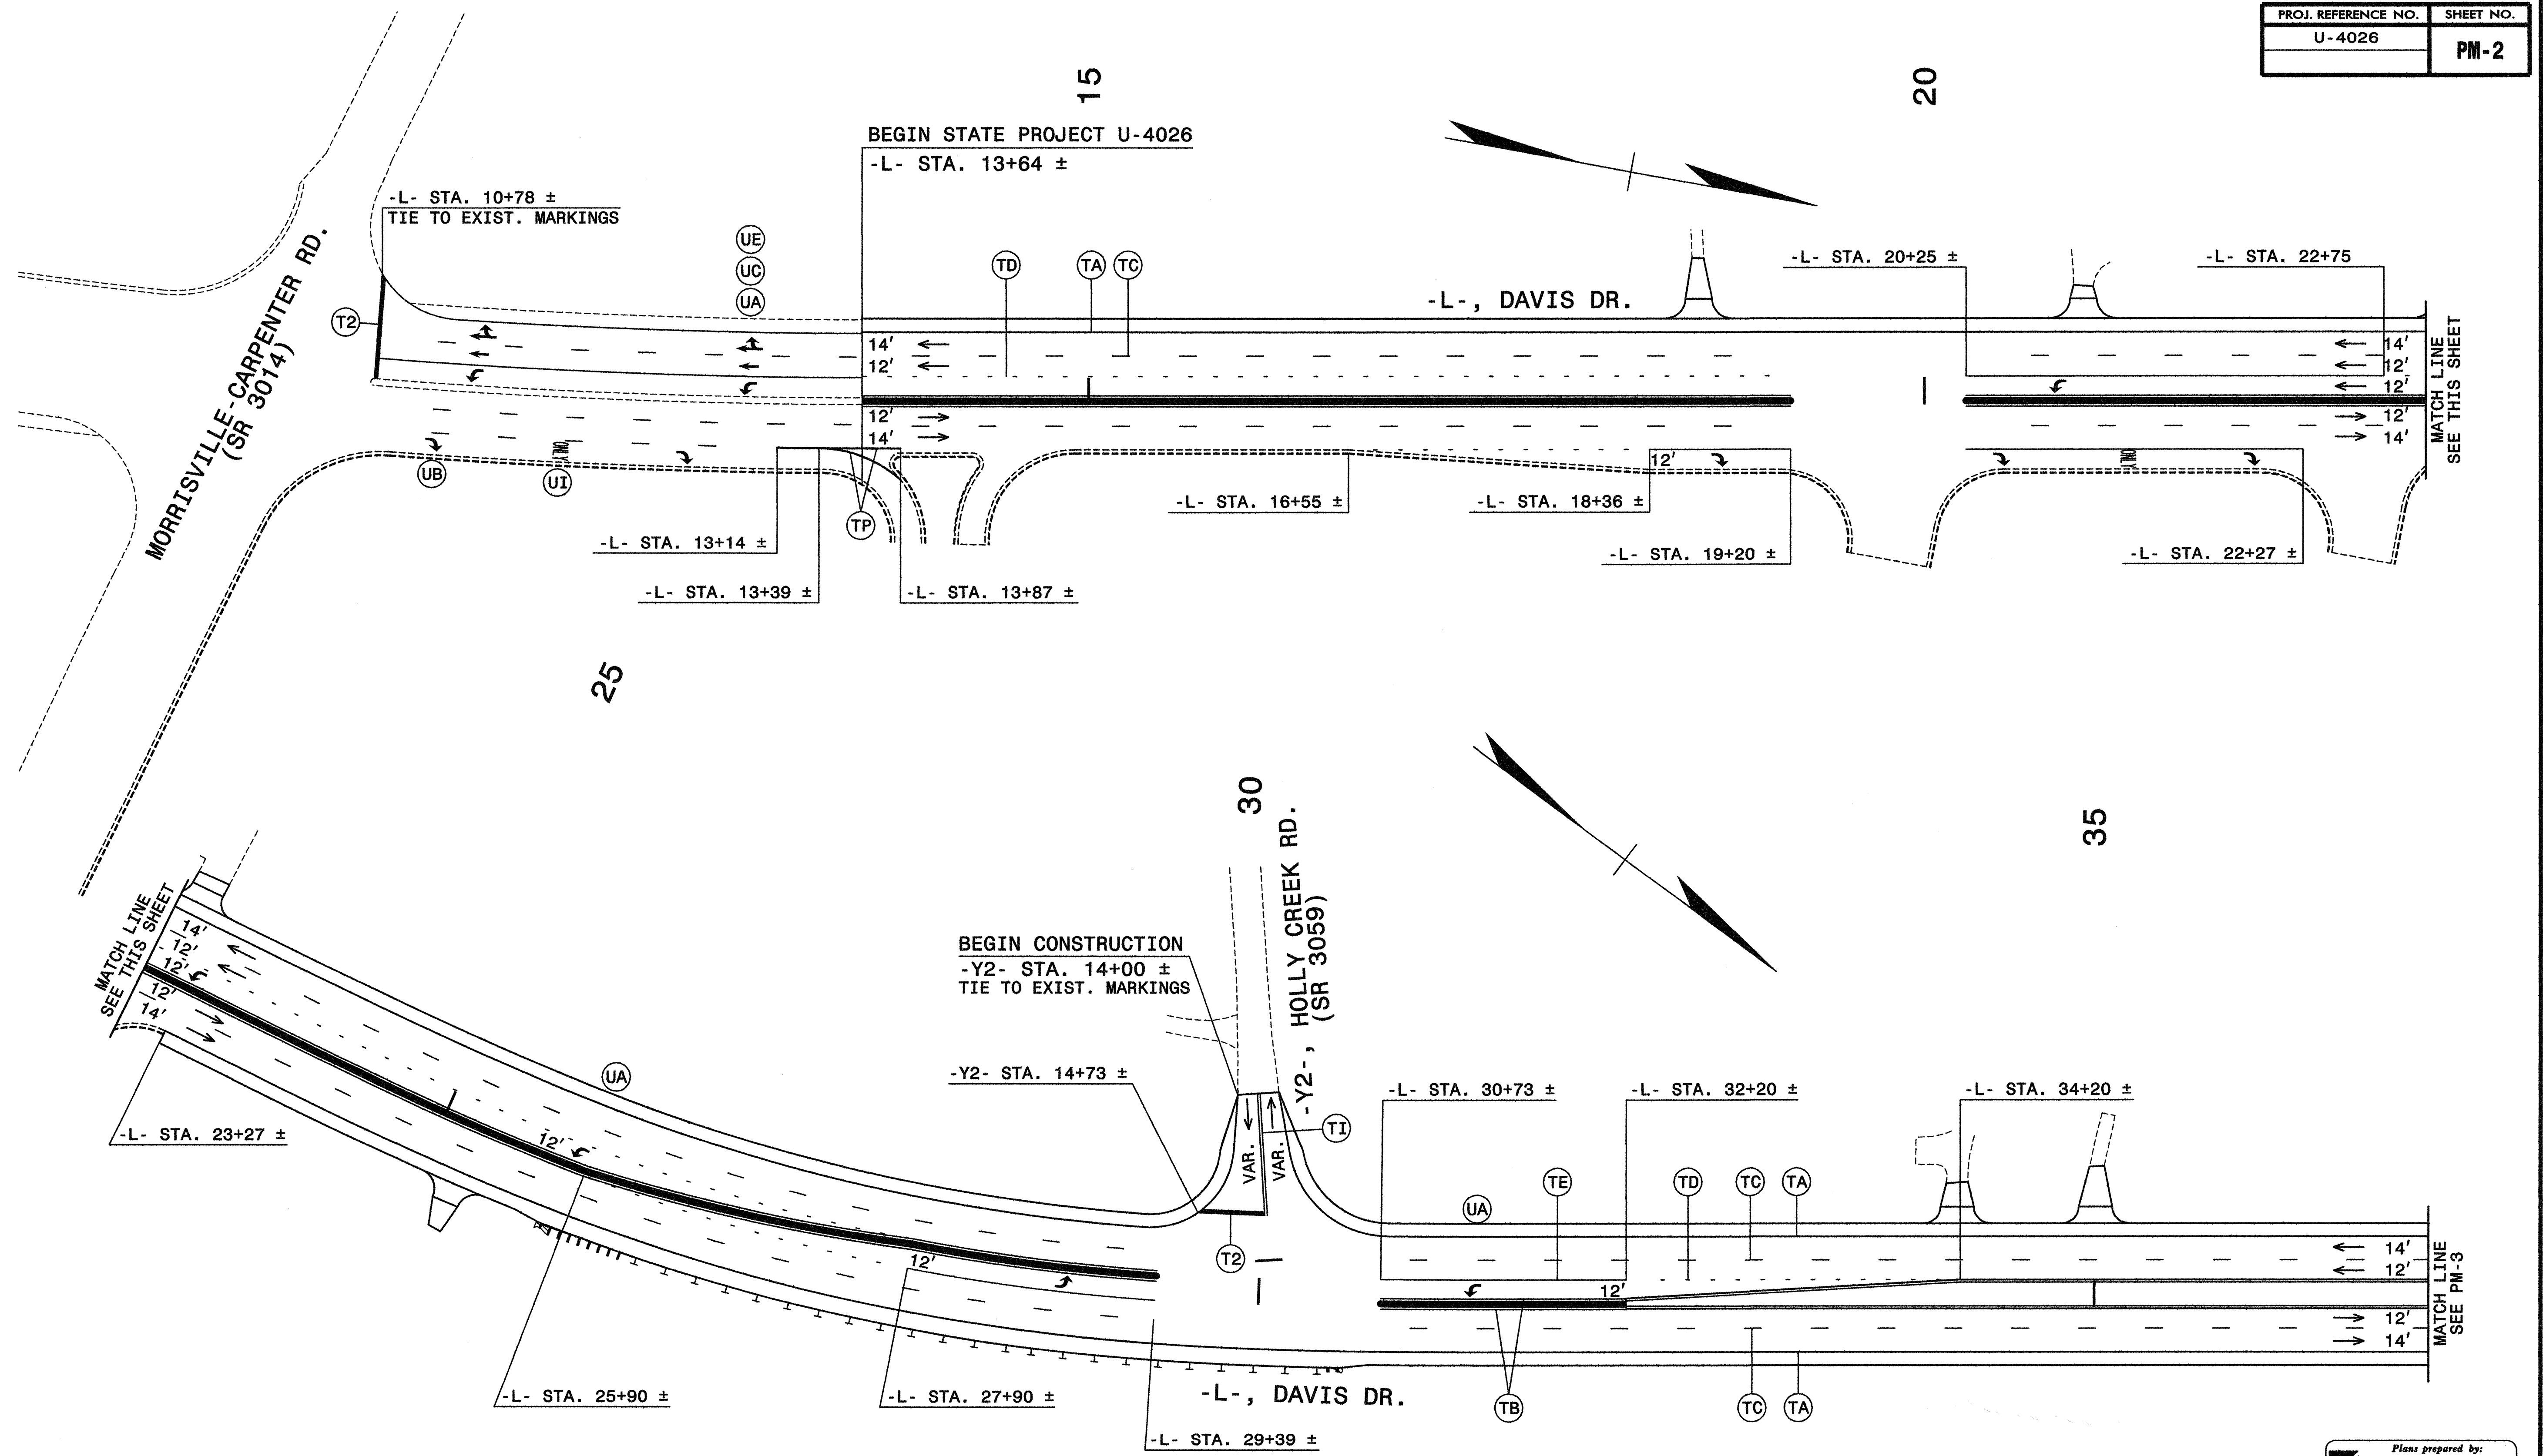 PROJ. REFERENCE NO.
SHEET NO.
U-4026
PM-2
15
20
BEGIN STATE PROJECT U-4026
-L- STA. 13+64 ±
-L- STA. 10+78 ±
TIE TO EXIST. MARKINGS
MORRISVILLE-CARPENTER RD.
(SR 3014)
T2
UE
UC
UA
TD
TA
TC
-L-, DAVIS DR.
-L- STA. 20+25 ±
-L- STA. 22+75
14'
12'
12'
14'
14'
12'
12'
12'
14'
MATCH LINE
SEE THIS SHEET
ONLY
ONLY
12'
UB
UI
TP
-L- STA. 13+14 ±
-L- STA. 13+39 ±
-L- STA. 13+87 ±
-L- STA. 16+55 ±
-L- STA. 18+36 ±
-L- STA. 19+20 ±
-L- STA. 22+27 ±
25
30
35
MATCH LINE
SEE THIS SHEET
14'
12'
12'
12'
14'
-L- STA. 23+27 ±
UA
12'
-L- STA. 25+90 ±
12'
-L- STA. 27+90 ±
-L- STA. 29+39 ±
BEGIN CONSTRUCTION
-Y2- STA. 14+00 ±
TIE TO EXIST. MARKINGS
-Y2- STA. 14+73 ±
-Y2-, HOLLY CREEK RD.
(SR 3059)
VAR.
VAR.
TI
T2
-L- STA. 30+73 ±
-L- STA. 32+20 ±
-L- STA. 34+20 ±
UA
TE
TD
TC
TA
12'
14'
12'
12'
14'
MATCH LINE
SEE PM-3
-L-, DAVIS DR.
TB
TC
TA
Plans prepared by: